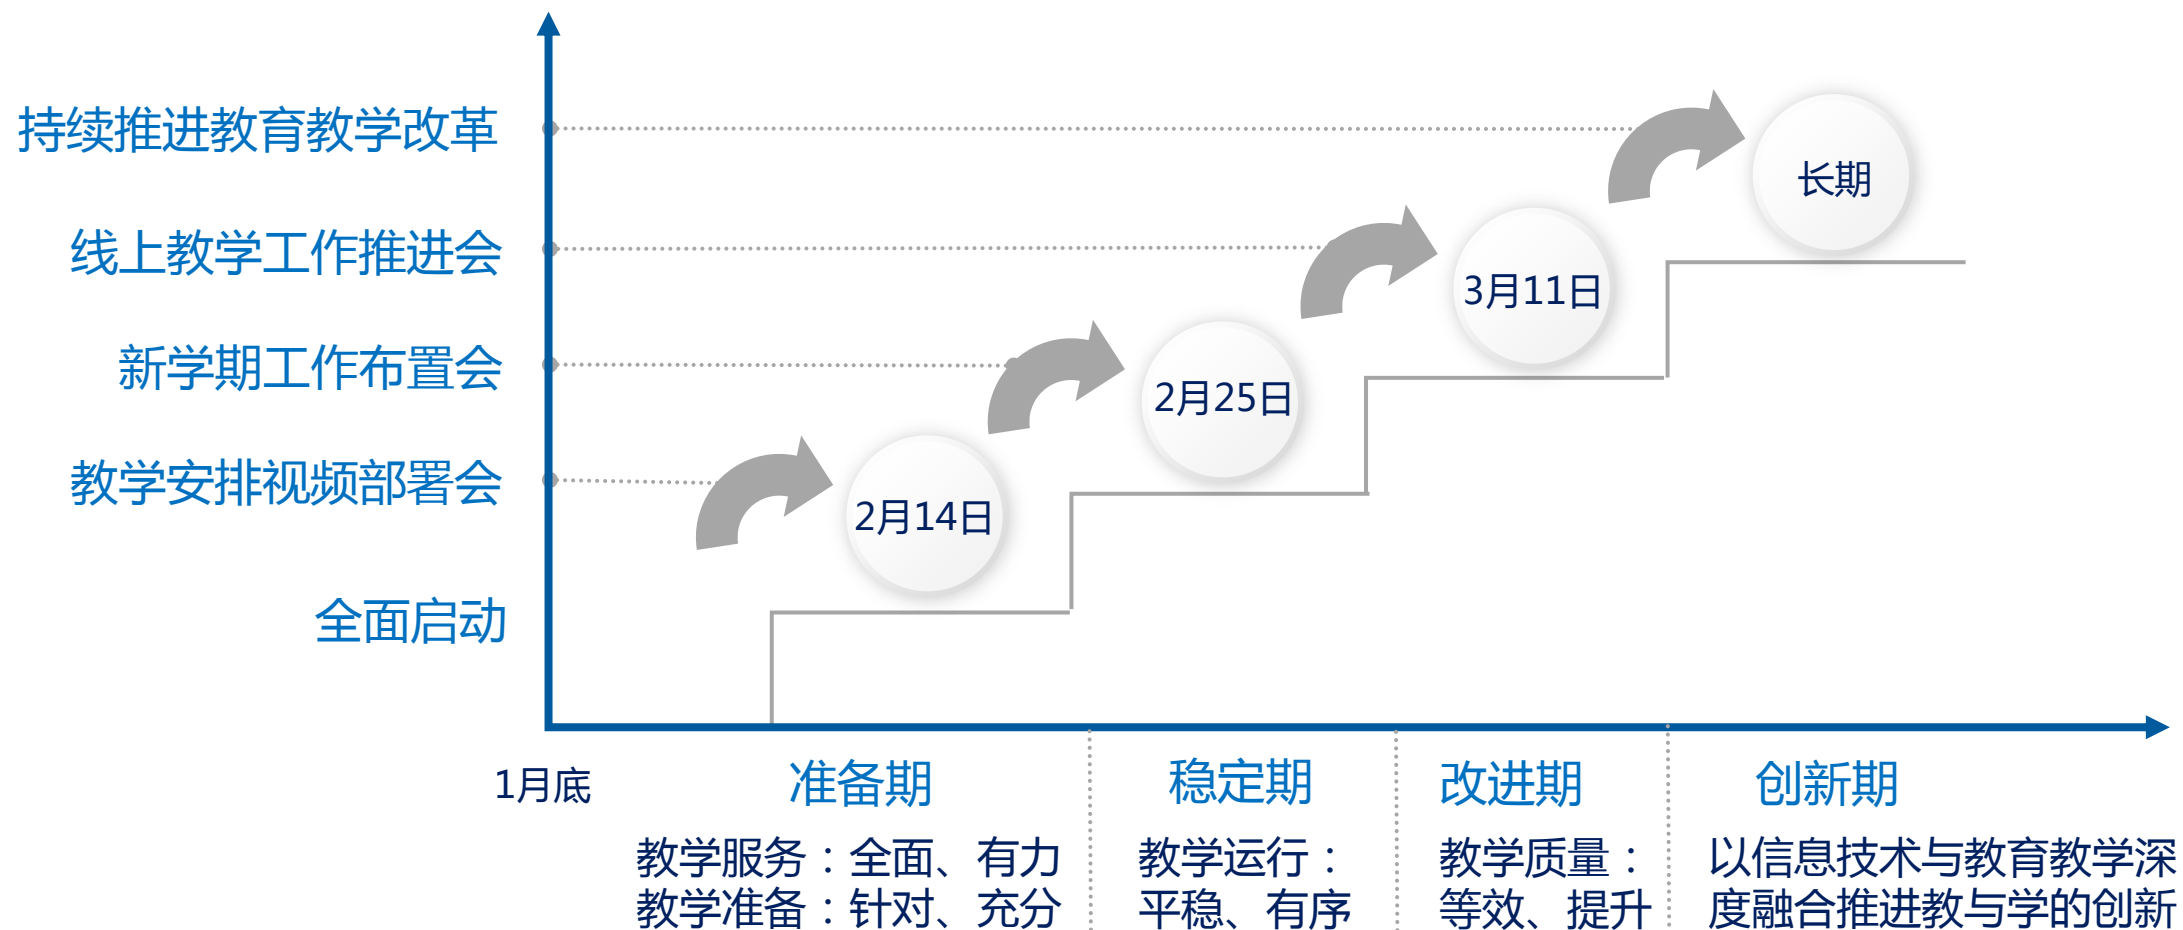 持续推进教育教学改革
长期
线上教学工作推进会
3月11日
新学期工作布置会
2月25日
教学安排视频部署会
2月14日
全面启动
1月底
准备期
稳定期
改进期
创新期
教学服务：全面、有力
教学准备：针对、充分
教学运行：
平稳、有序
教学质量：
等效、提升
以信息技术与教育教学深
度融合推进教与学的创新